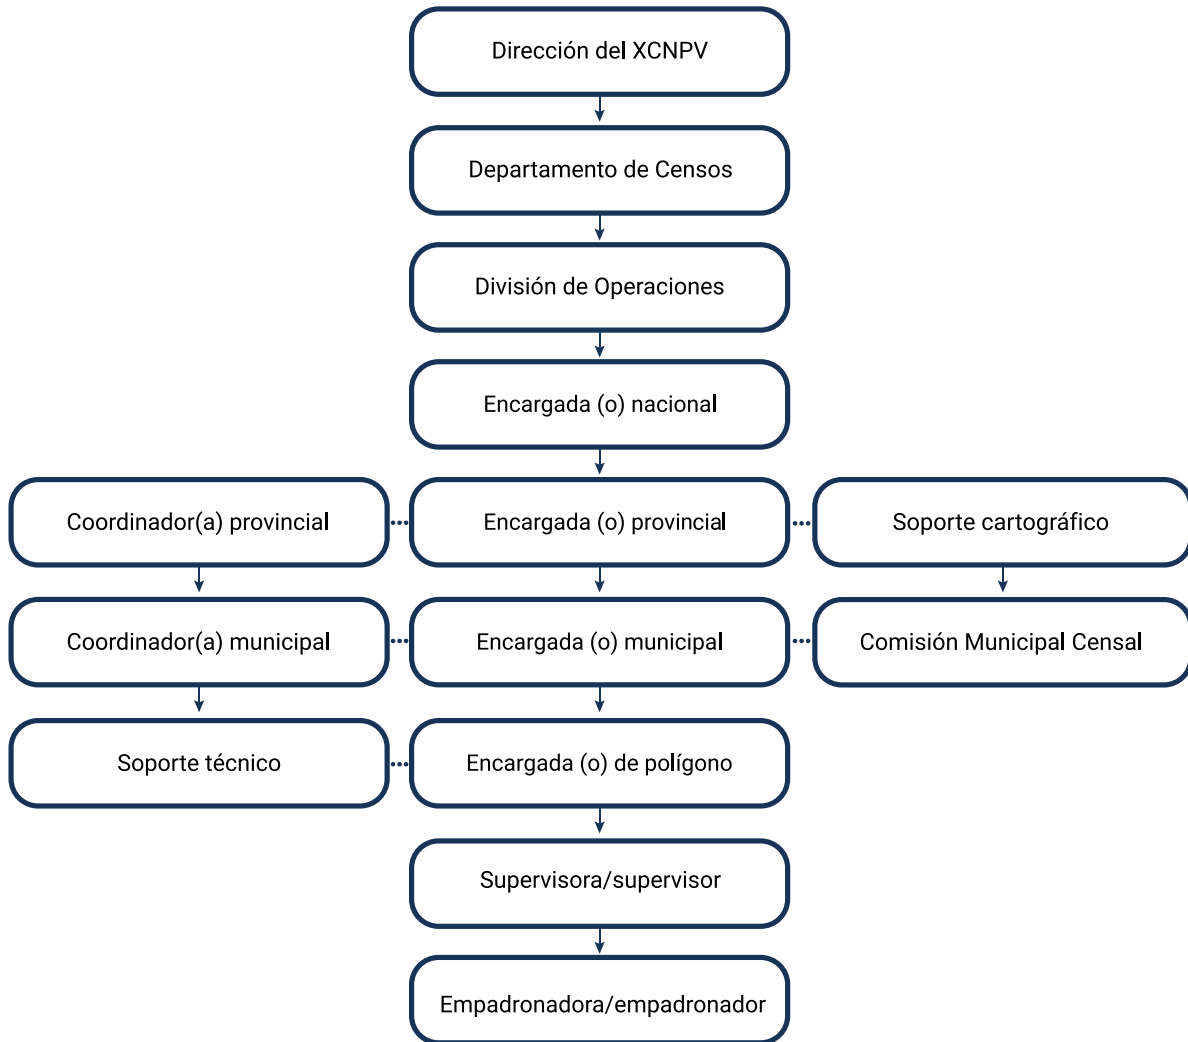 Dirección del XCNPV
Departamento de Censos
División de Operaciones
Encargada (o) nacional
Coordinador(a) provincial
Encargada (o) provincial
Soporte cartográfico
Coordinador(a) municipal
Encargada (o) municipal
Comisión Municipal Censal
Soporte técnico
Encargada (o) de polígono
Supervisora/supervisor
Empadronadora/empadronador